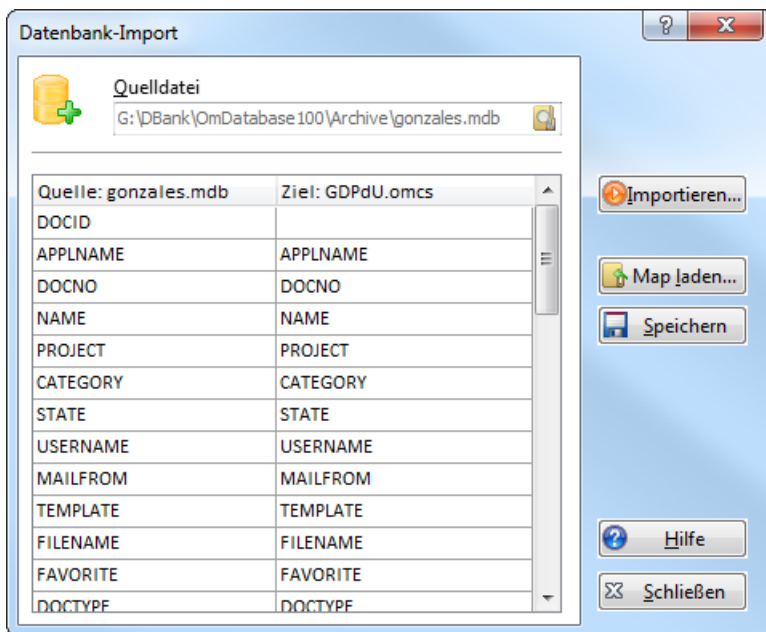 Datenbank-Import
Quelldatei
G:\DBank\OmDatabase100\Archive\gonzales.mdb
Quelle: gonzales.mdb Ziel: GDPdU.omcs
DOCID
APPLNAME APPLNAME
DOCNO DOCNO
NAME NAME
PROJECT PROJECT
CATEGORY CATEGORY
STATE STATE
USERNAME USERNAME
MAILFROM MAILFROM
TEMPLATE TEMPLATE
FILENAME FILENAME
FAVORITE FAVORITE
DOCTYPE DOCTYPE
Importieren...
Map laden...
Speichern
Hilfe
Schließen